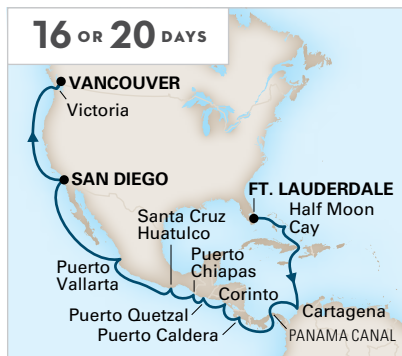 16 OR 20 DAYS
VANCOUVER
Victoria
SAN DIEGO
FT. LAUDERDALE
Half Moon
Cay
Santa Cruz
Huatulco
Puerto
Chiapas
Puerto
Vallarta
Corinto
Puerto Quetzal
Cartagena
Puerto Caldera
PANAMA CANAL